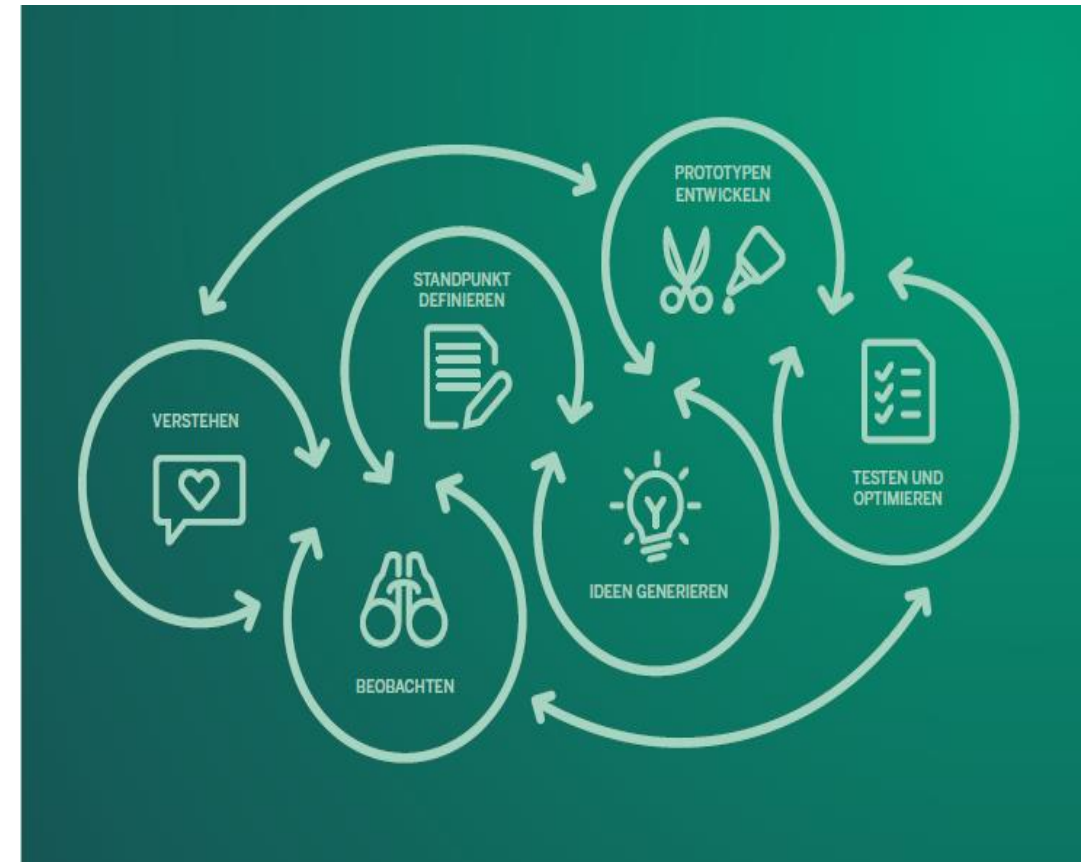 VERSTEHEN
BEOBACHTEN
STANDPUNKT
DEFINIEREN
IDEEN GENERIEREN
PROTOTYPEN
ENTWICKELN
TESTEN UND
OPTIMIEREN